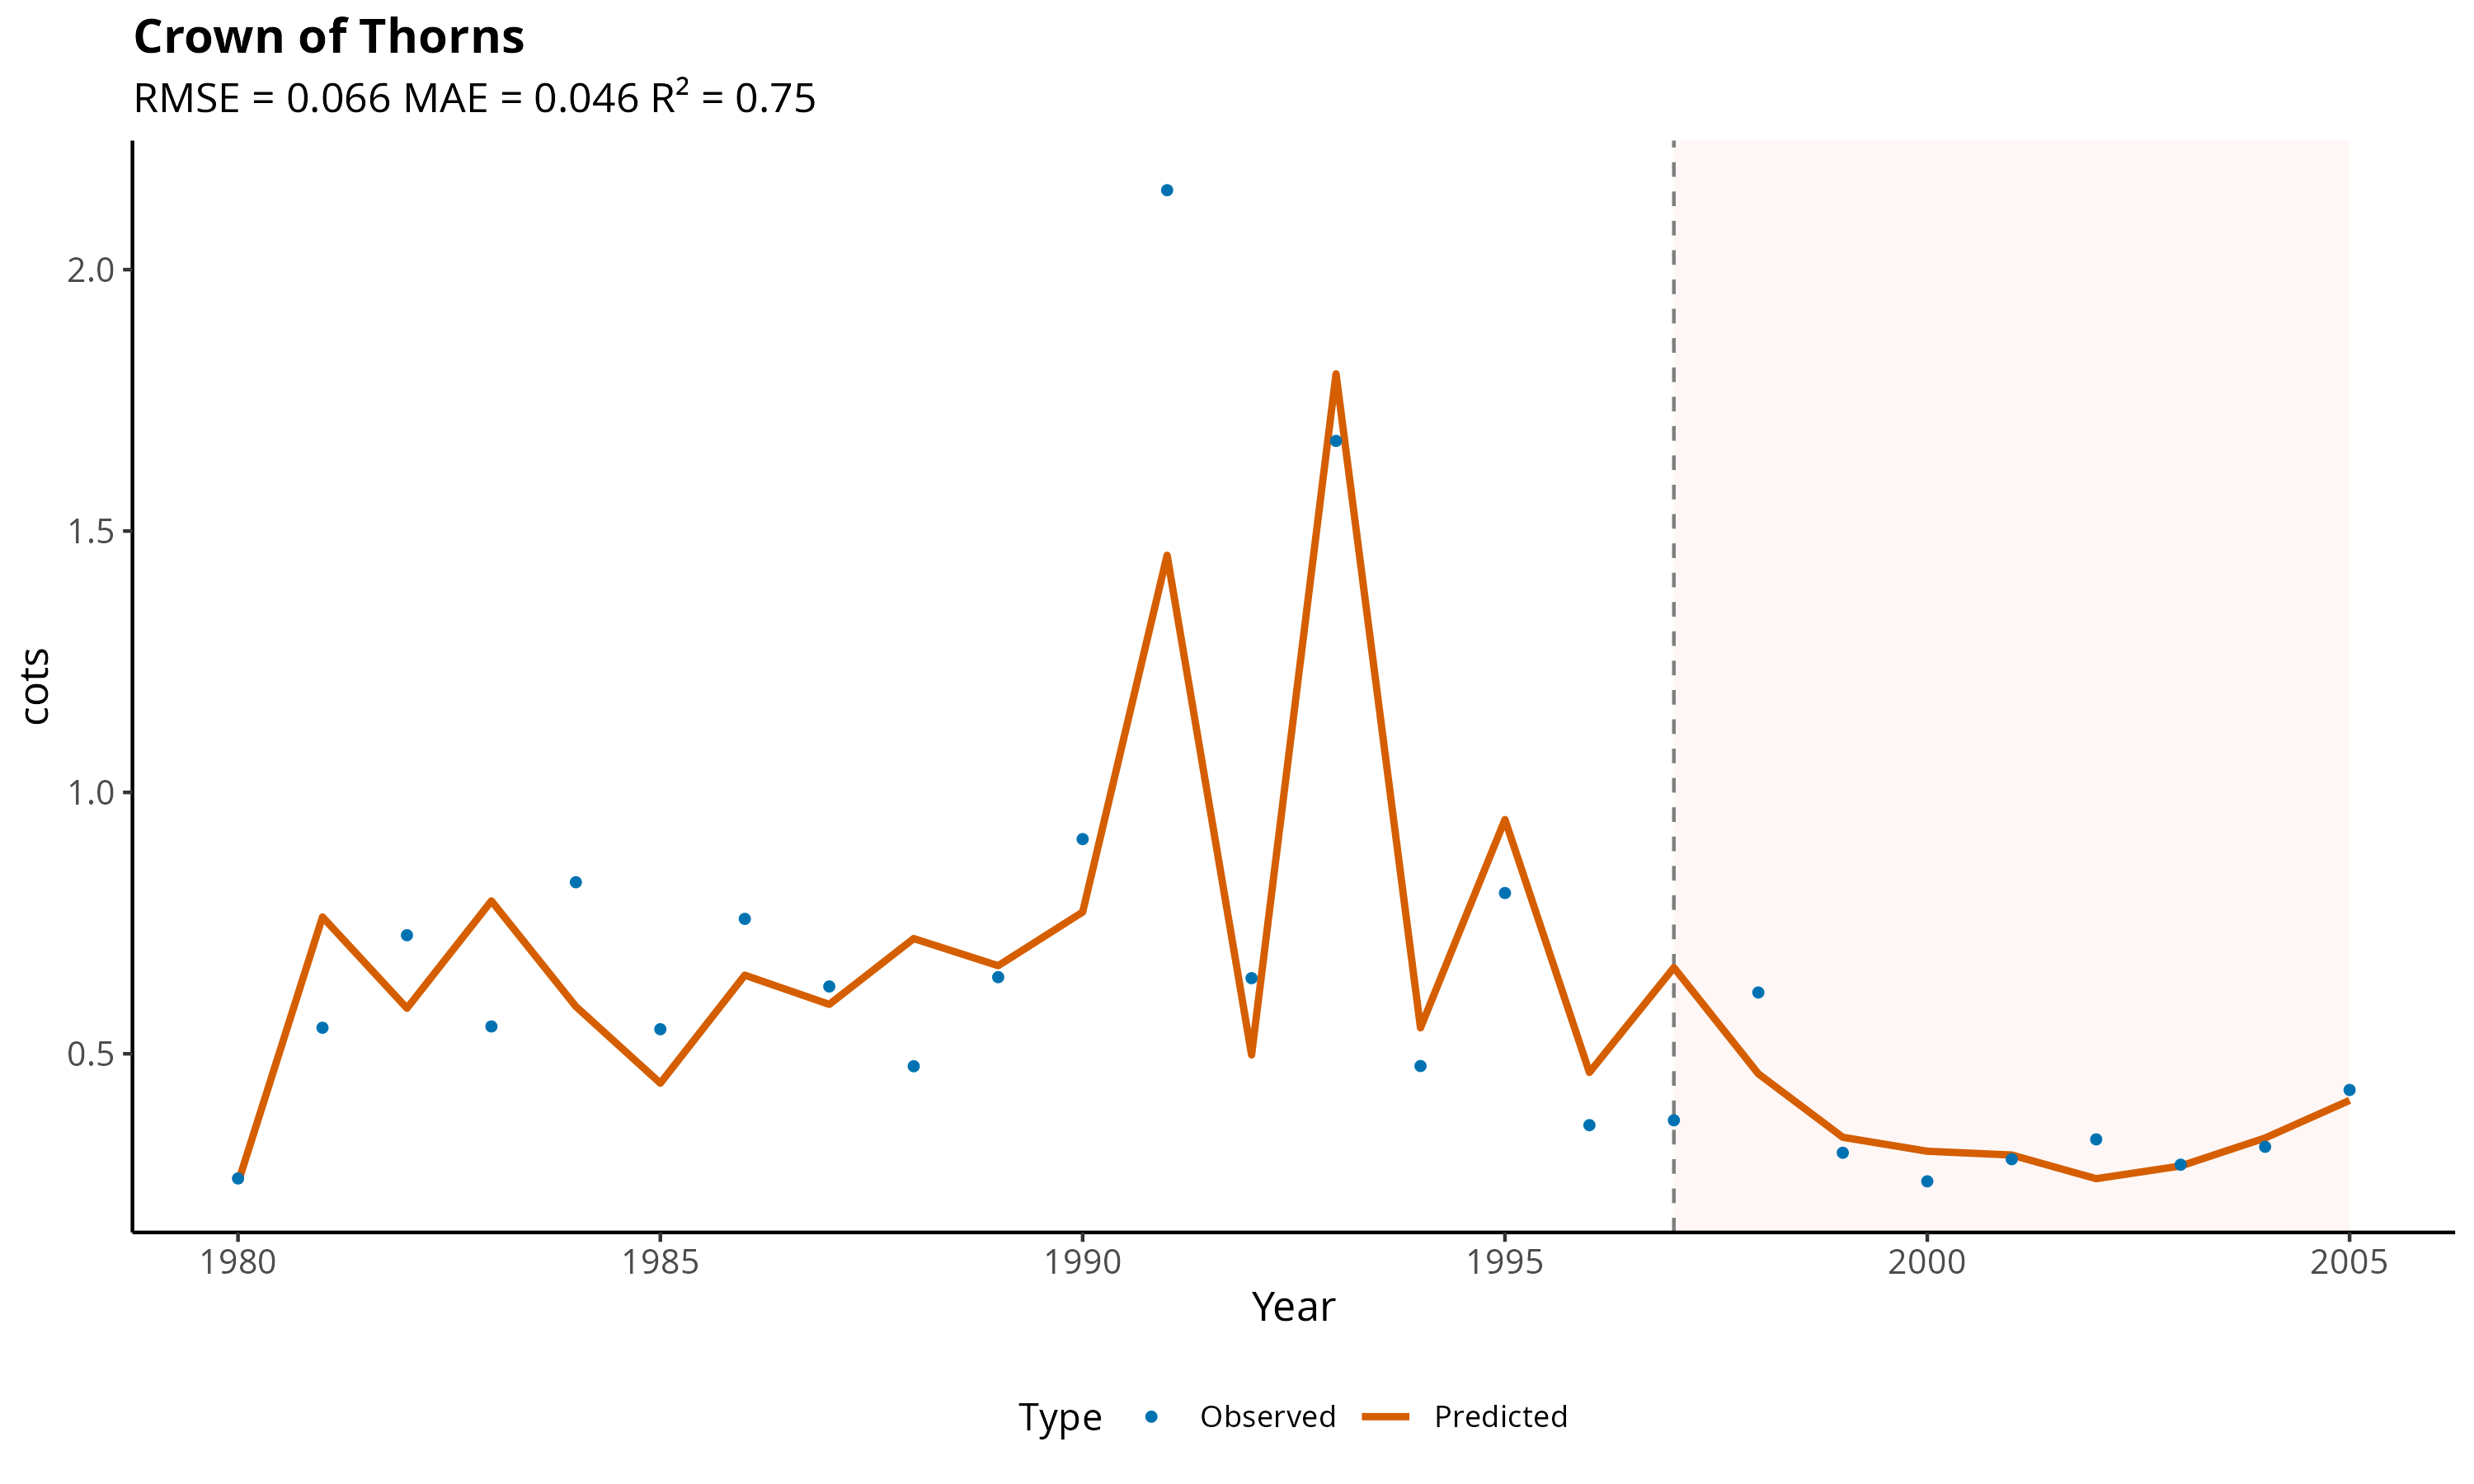 Crown of Thorns
RMSE = 0.066 MAE = 0.046 R² = 0.75
cots
2.0
1.5
1.0
0.5
1980 1985 1990 1995 2000 2005
Year
Type Observed Predicted